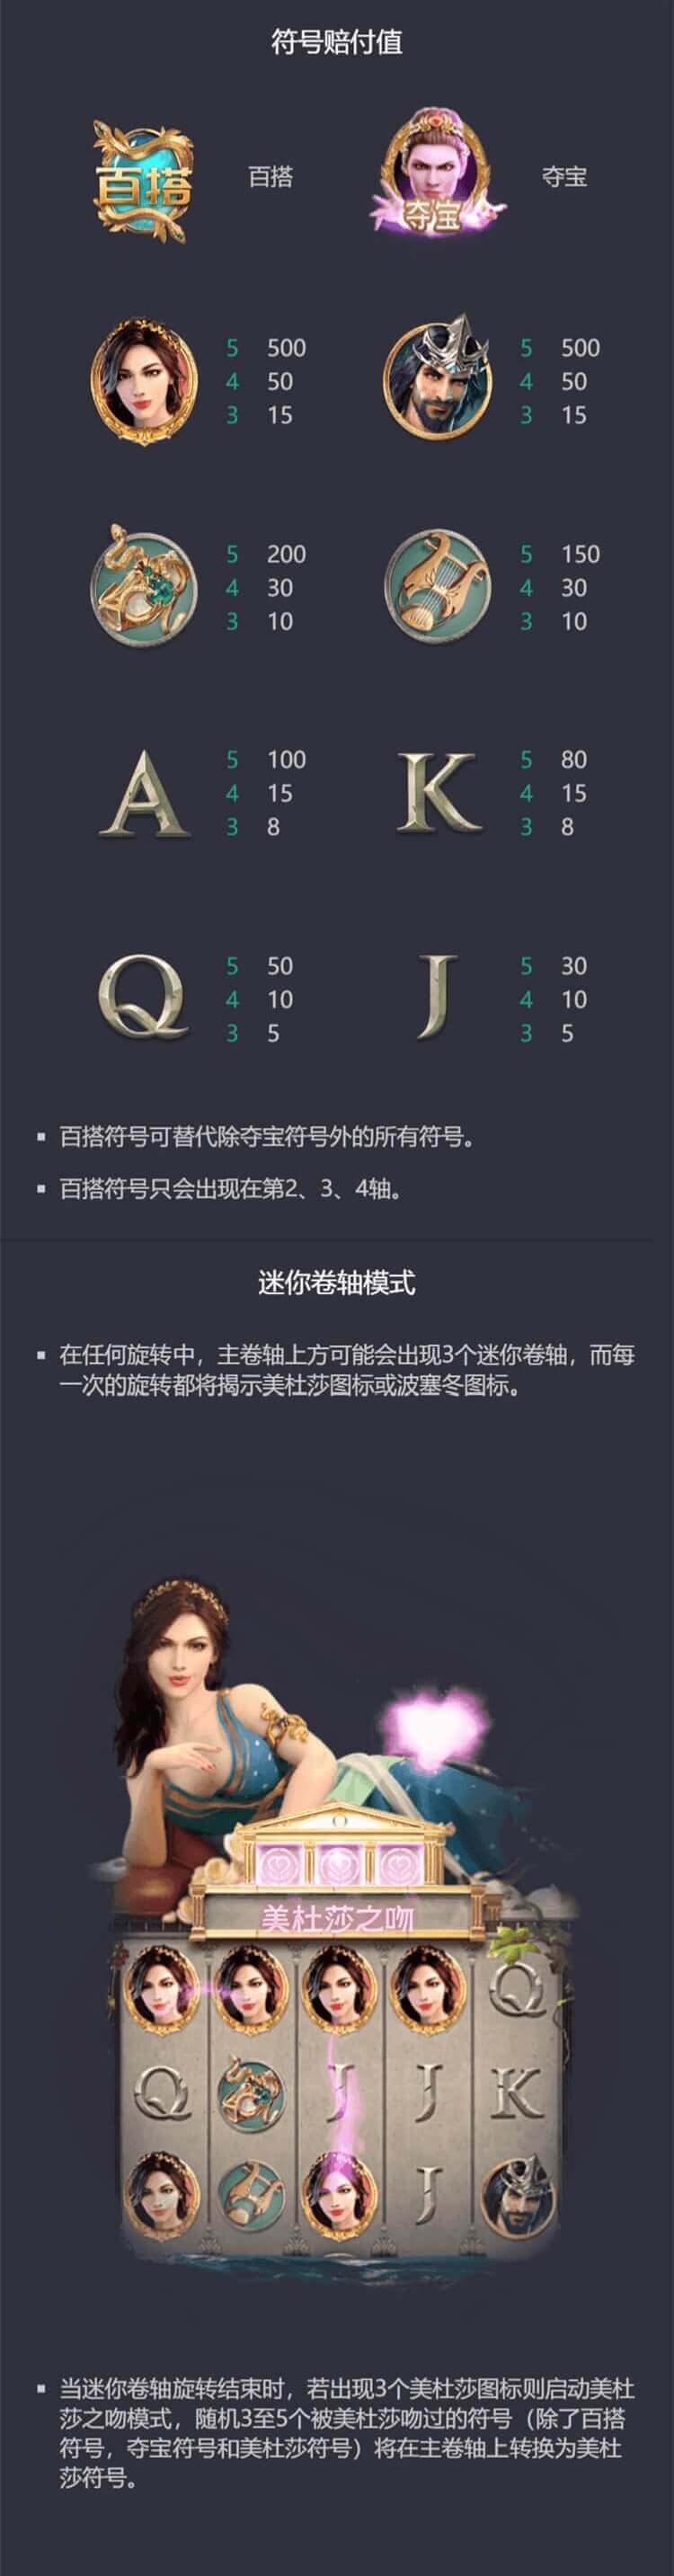 符号赔付值
百搭 百搭 夺宝 夺宝
5 500 5 500
4 50 4 50
3 15 3 15
5 200 5 150
4 30 4 30
3 10 3 10
A 5 100 K 5 80
4 15 4 15
3 8 3 8
Q 5 50 J 5 30
4 10 4 10
3 5 3 5
百搭符号可替代除夺宝符号外的所有符号。
百搭符号只会出现在第2、3、4轴。
迷你卷轴模式
在任何旋转中，主卷轴上方可能会出现3个迷你卷轴，而每
一次的旋转都将揭示美杜莎图标或波塞冬图标。
美杜莎之吻
Q
Q J J K
J
当迷你卷轴旋转结束时，若出现3个美杜莎图标则启动美杜
莎之吻模式，随机3至5个被美杜莎吻过的符号（除了百搭
符号，夺宝符号和美杜莎符号）将在主卷轴上转换为美杜
莎符号。